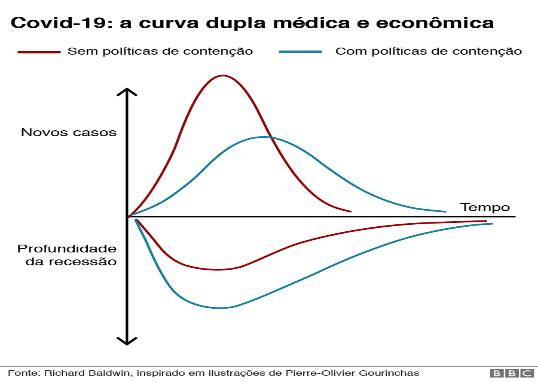 Covid-19: a curva dupla médica e econômica
Sem políticas de contenção
Com políticas de contenção
Novos casos
Tempo
Profundidade
da recessão
Fonte: Richard Baldwin, inspirado em ilustrações de Pierre-Olivier Gourinchas
BBC